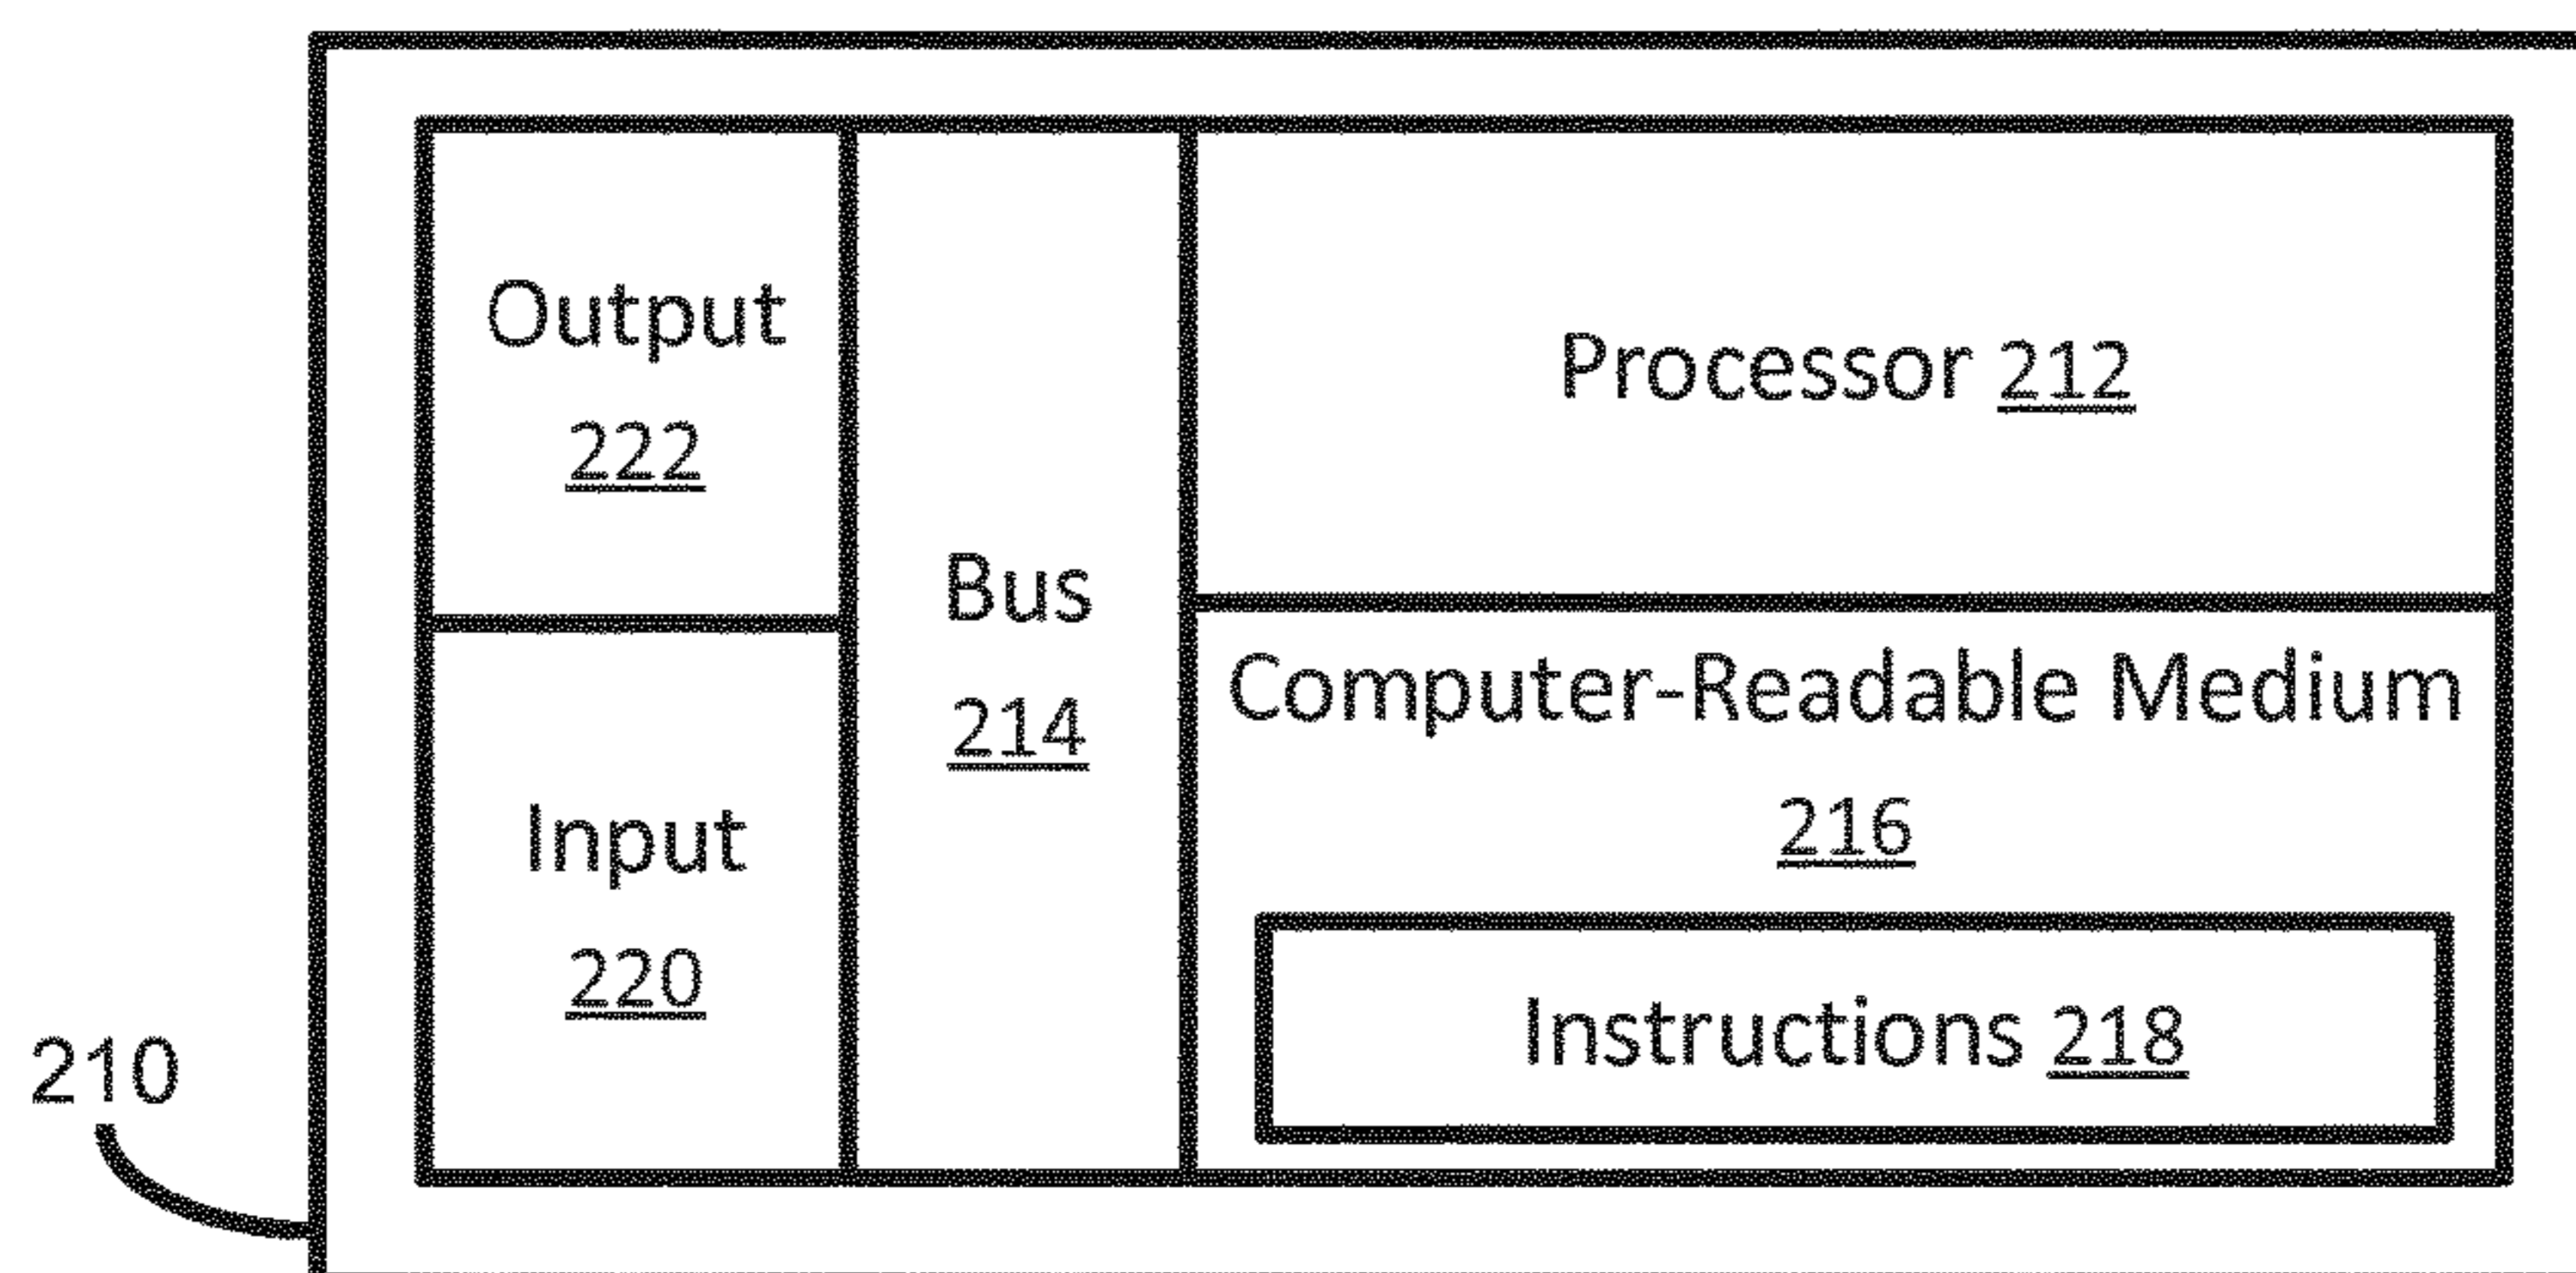 Output
222
Input
220
Bus
214
Processor 212
Computer-Readable Medium
216
Instructions 218
210